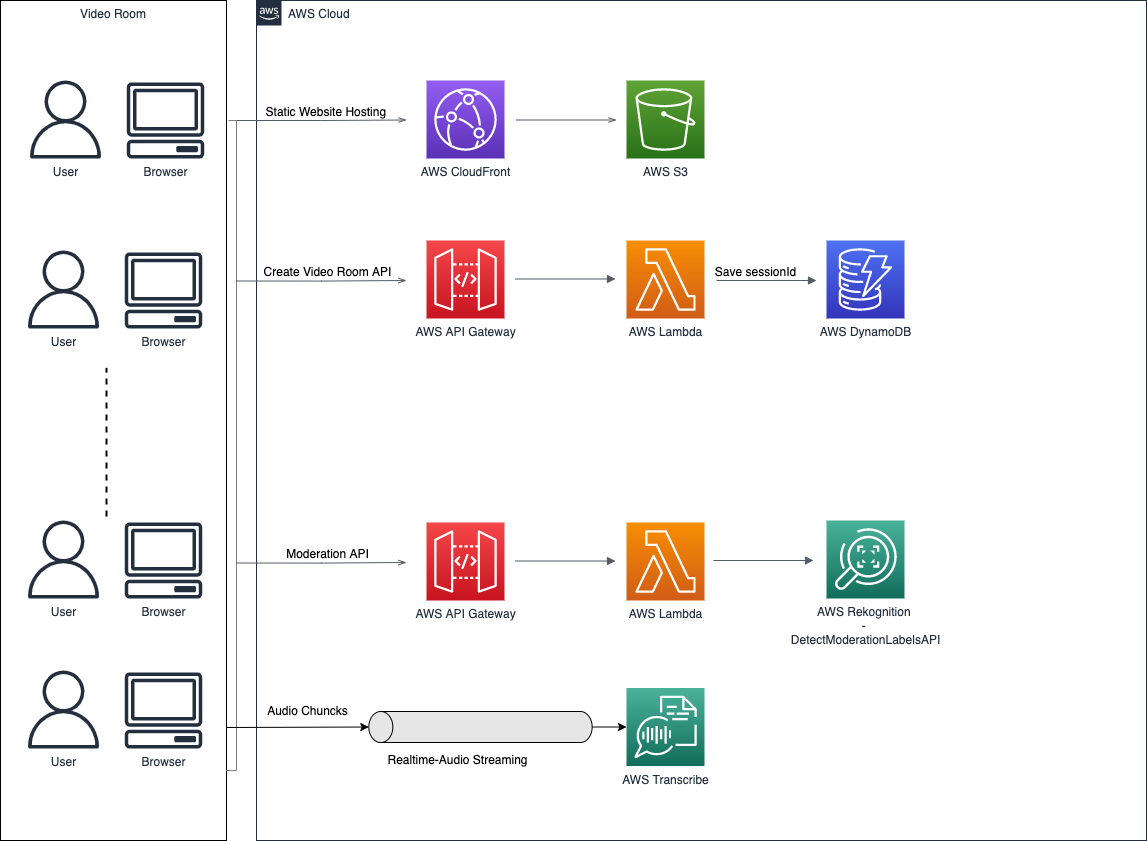 Video Room
aws
AWS Cloud
User
Browser
Static Website Hosting
AWS CloudFront
AWS S3
User
Browser
Create Video Room API
</>
AWS API Gateway
AWS Lambda
Save sessionId
AWS DynamoDB
User
Browser
Moderation API
</>
AWS API Gateway
AWS Lambda
AWS Rekognition
-
DetectModerationLabelsAPI
User
Browser
Audio Chuncks
Realtime-Audio Streaming
AWS Transcribe